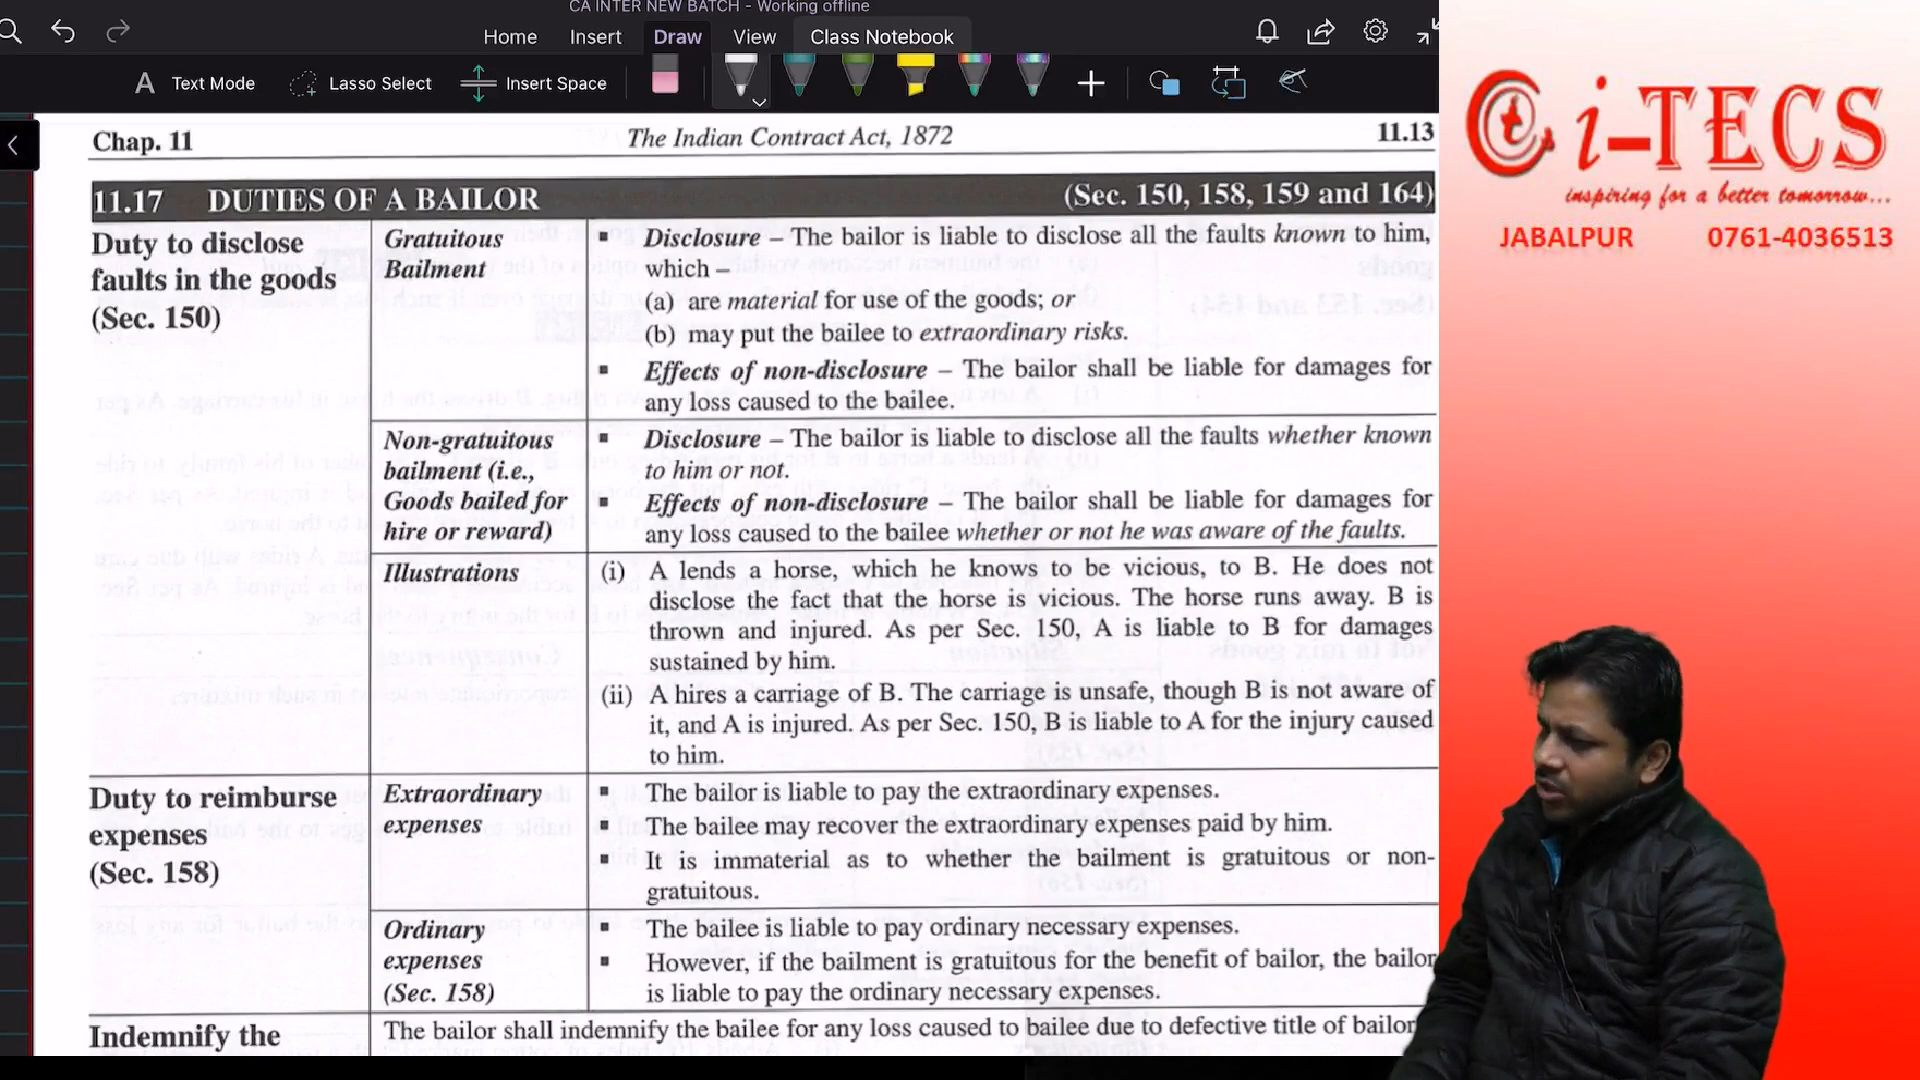 CA INTER NEW BATCH - Working offline
Home Insert Draw View Class Notebook
Text Mode Lasso Select Insert Space
Chap. 11 The Indian Contract Act, 1872 11.13
11.17 DUTIES OF A BAILOR (Sec. 150, 158, 159 and 164)
Duty to disclose
faults in the goods
(Sec. 150)
Gratuitous
Bailment
▪ Disclosure – The bailor is liable to disclose all the faults known to him,
which –
(a) are material for use of the goods; or
(b) may put the bailee to extraordinary risks.
▪ Effects of non-disclosure – The bailor shall be liable for damages for
any loss caused to the bailee.
Non-gratuitous
bailment (i.e.,
Goods bailed for
hire or reward)
▪ Disclosure – The bailor is liable to disclose all the faults whether known
to him or not.
▪ Effects of non-disclosure – The bailor shall be liable for damages for
any loss caused to the bailee whether or not he was aware of the faults.
Illustrations
(i) A lends a horse, which he knows to be vicious, to B. He does not
disclose the fact that the horse is vicious. The horse runs away. B is
thrown and injured. As per Sec. 150, A is liable to B for damages
sustained by him.
(ii) A hires a carriage of B. The carriage is unsafe, though B is not aware of
it, and A is injured. As per Sec. 150, B is liable to A for the injury caused
to him.
Duty to reimburse
expenses
(Sec. 158)
Extraordinary
expenses
▪ The bailor is liable to pay the extraordinary expenses.
▪ The bailee may recover the extraordinary expenses paid by him.
▪ It is immaterial as to whether the bailment is gratuitous or non-
gratuitous.
Ordinary
expenses
(Sec. 158)
▪ The bailee is liable to pay ordinary necessary expenses.
▪ However, if the bailment is gratuitous for the benefit of bailor, the bailor
is liable to pay the ordinary necessary expenses.
Indemnify the
The bailor shall indemnify the bailee for any loss caused to bailee due to defective title of bailor
i-TECS
inspiring for a better tomorrow...
JABALPUR 0761-4036513